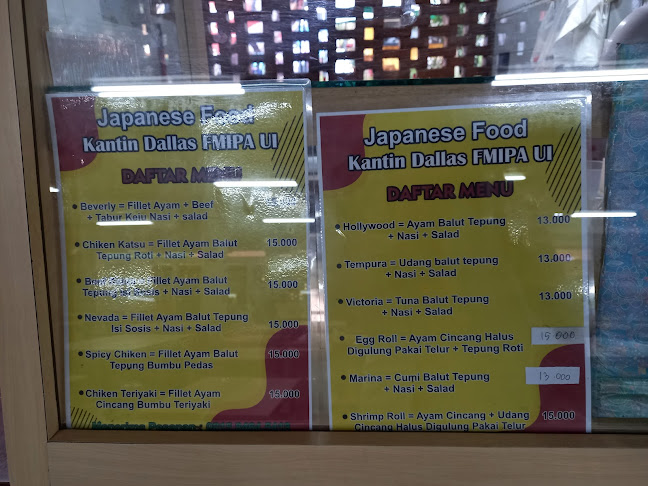 Japanese Food
Kantin Dallas FMIPA UI
DAFTAR MENU
• Beverly = Fillet Ayam + Beef
+ Tabur Keju Nasi + salad
• Chiken Katsu = Fillet Ayam Balut 15.000
Tepung Roti + Nasi + Salad
Fillet Ayam Balut 15.000
Tepung Sosis + Nasi + Salad
• Nevada = Fillet Ayam Balut Tepung 15.000
Isi Sosis + Nasi + Salad
• Spicy Chicken = Fillet Ayam Balut 15.000
Tepung Bumbu Pedas
• Chiken Teriyaki = Fillet Ayam 15.000
Cincang Bumbu Teriyaki
Japanese Food
Kantin Dallas FMIPA UI
DAFTAR MENU
• Hollywood = Ayam Balut Tepung 13.000
+ Nasi + Salad
• Tempura = Udang balut tepung 13.000
+ Nasi + Salad
• Victoria = Tuna Balut Tepung 13.000
+ Nasi + Salad
• Egg Roll = Ayam Cincang Halus 15.000
Digulung Pakai Telur + Tepung Roti
• Marina = Cumi Balut Tepung 13.000
+ Nasi + Salad
• Shrimp Roll = Ayam Cincang + Udang 15.000
Cincang Halus Digulung Pakai Telur